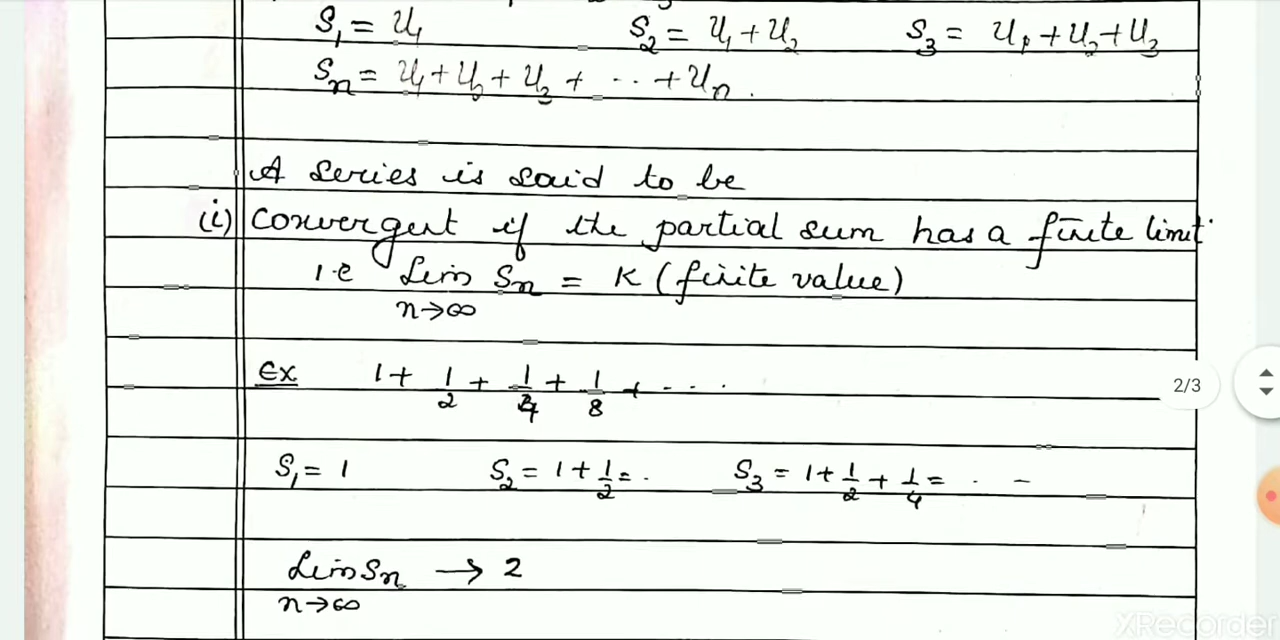 S₁ = U₁ S₂ = U₁ + U₂ S₃ = U₁ + U₂ + U₃
Sₙ = U₁ + U₂ + U₃ + ... + Uₙ.
A series is said to be
(i) Convergent if the partial sum has a finite limit
i.e Lim Sₙ = K (finite value)
n→∞
Ex 1 + 1/2 + 1/4 + 1/8 + ....
2/3
S₁ = 1 S₂ = 1 + 1/2 = . S₃ = 1 + 1/2 + 1/4 = . . –
Lim Sₙ → 2
n→∞
XRecorder